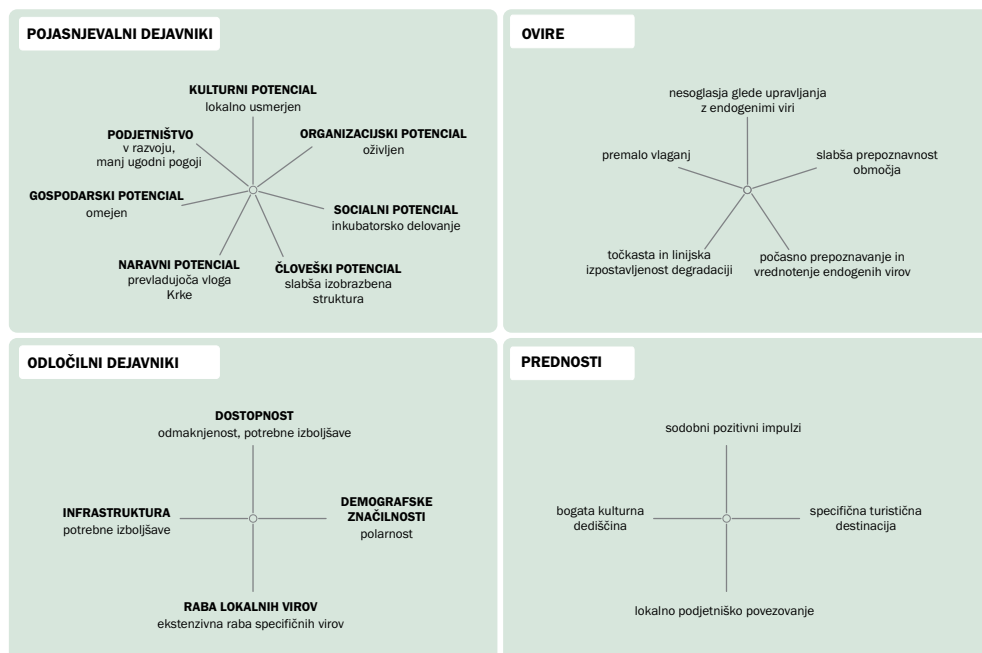 POJASNJEVALNI DEJAVNIKI
KULTURNI POTENCIAL
lokalno usmerjen
PODJETNIŠTVO
v razvoju,
manj ugodni pogoji
ORGANIZACIJSKI POTENCIAL
oživljen
GOSPODARSKI POTENCIAL
omejen
SOCIALNI POTENCIAL
inkubatorsko delovanje
NARAVNI POTENCIAL
prevladujoča vloga
Krke
ČLOVEŠKI POTENCIAL
slabša izobrazbena
struktura
OVIRE
nesoglasja glede upravljanja
z endogenimi viri
premalo vlaganj
slabša prepoznavnost
območja
točkasta in linijska
izpostavljenost degradaciji
počasno prepoznavanje in
vrednotenje endogenih virov
ODLOČILNI DEJAVNIKI
DOSTOPNOST
odmaknjenost, potrebne izboljšave
INFRASTRUKTURA
potrebne izboljšave
DEMOGRAFSKE
ZNAČILNOSTI
polarnost
RABA LOKALNIH VIROV
ekstenzivna raba specifičnih virov
PREDNOSTI
sodobni pozitivni impulzi
bogata kulturna
dediščina
specifična turistična
destinacija
lokalno podjetniško povezovanje